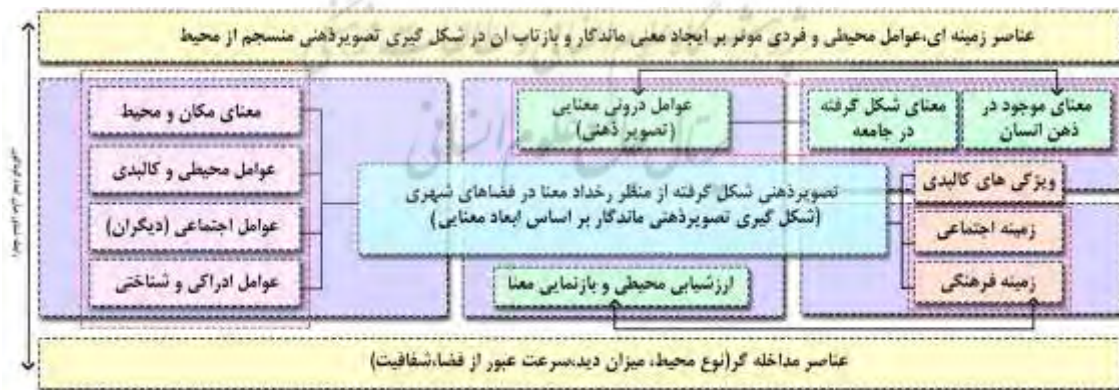 عناصر زمینه ای،عوامل محیطی و فردی موثر بر ایجاد معنی ماندگار و بازتاب ان در شکل گیری تصویرذهنی منسجم از محیط
معنای موجود در
ذهن انسان
معنای شکل گرفته
در جامعه
عوامل درونی معنایی
(تصویر ذهنی)
معنای مکان و محیط
عوامل محیطی و کالبدی
عوامل اجتماعی (دیگران)
عوامل ادراکی و شناختی
تصویرذهنی شکل گرفته از منظر رخداد معنا در فضاهای شهری
(شکل گیری تصویرذهنی ماندگار بر اساس ابعاد معنایی)
ویژگی های کالبدی
زمینه اجتماعی
زمینه فرهنگی
ارزشیابی محیطی و بازنمایی معنا
عناصر مداخله گر(نوع محیط، میزان دید،سرعت عبور از فضا،شفافیت)